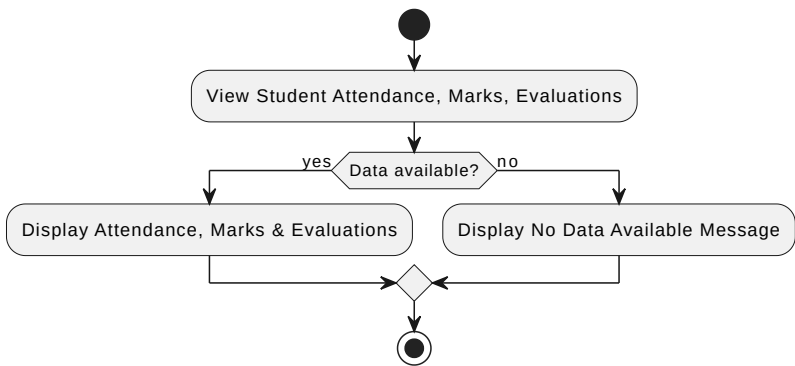 View Student Attendance, Marks, Evaluations
yes
Data available?
no
Display Attendance, Marks & Evaluations
Display No Data Available Message